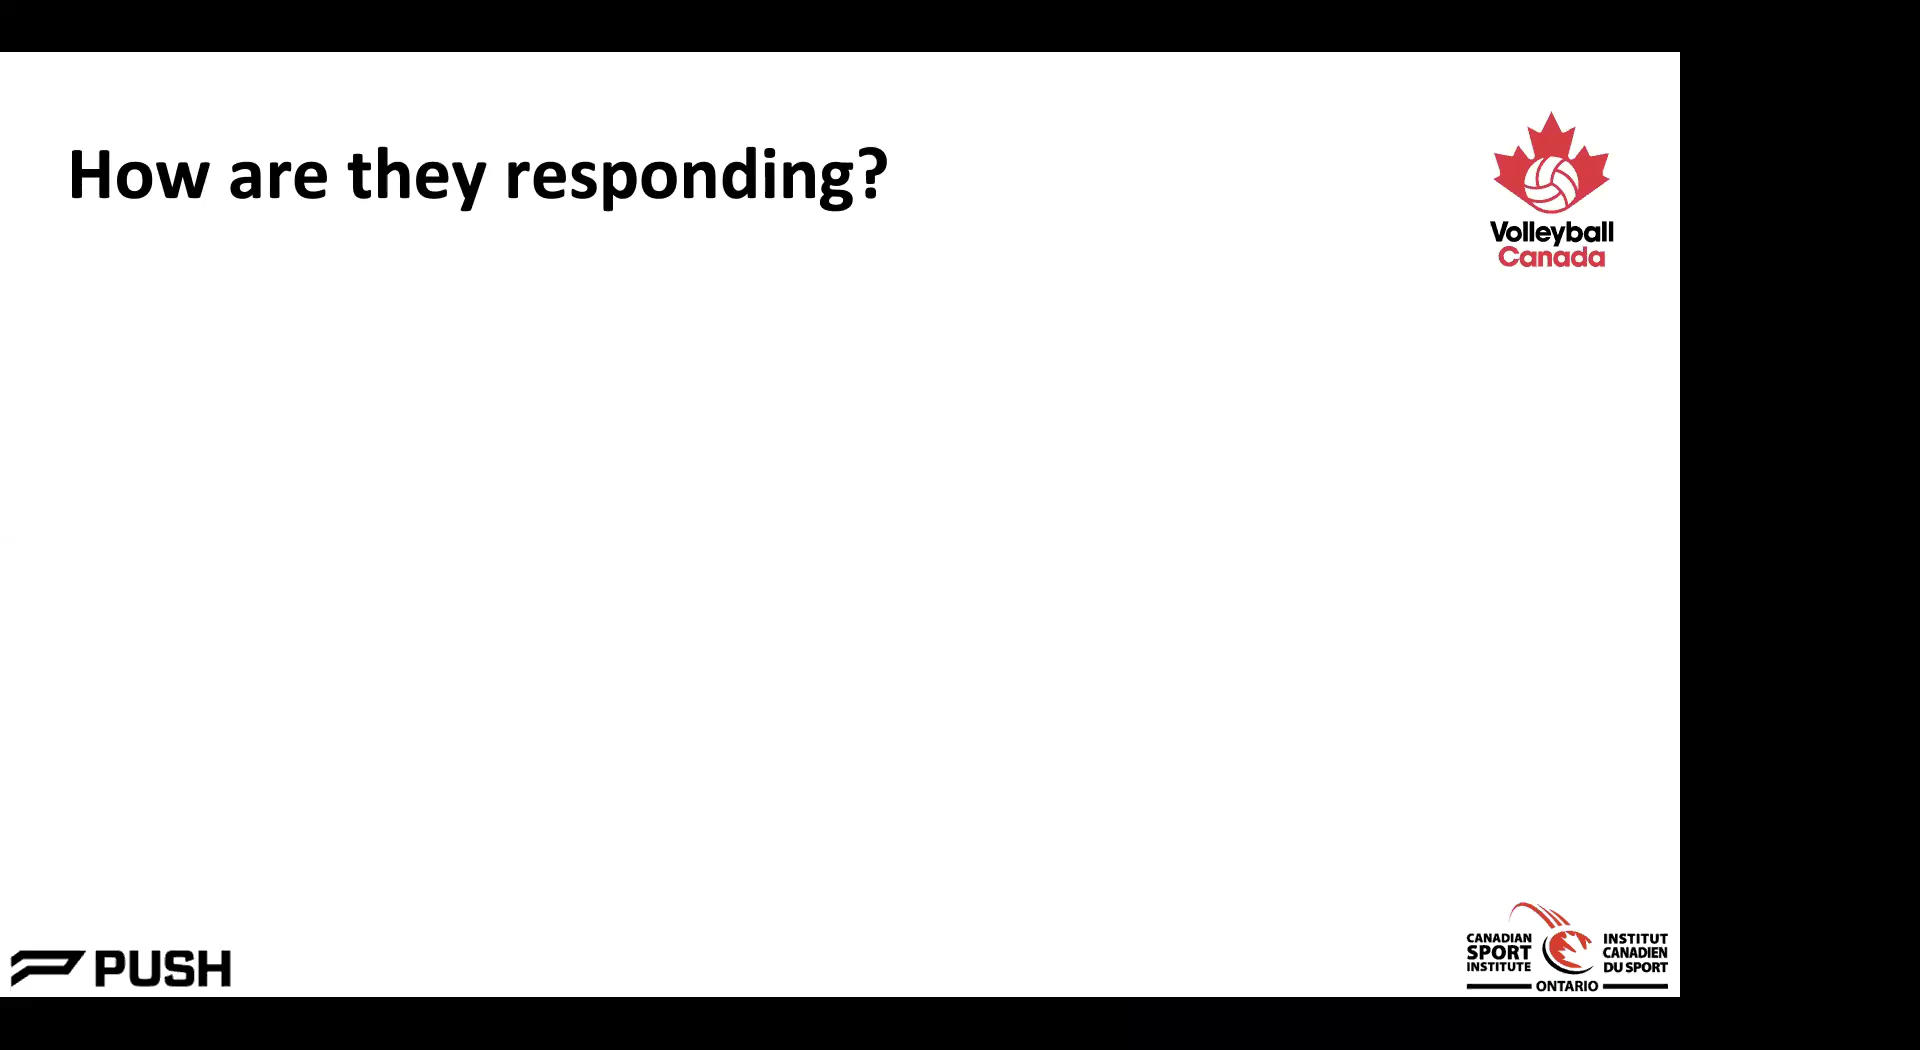 How are they responding?
Volleyball
Canada
PUSH
CANADIAN
SPORT
INSTITUTE
INSTITUT
CANADIEN
DU SPORT
ONTARIO